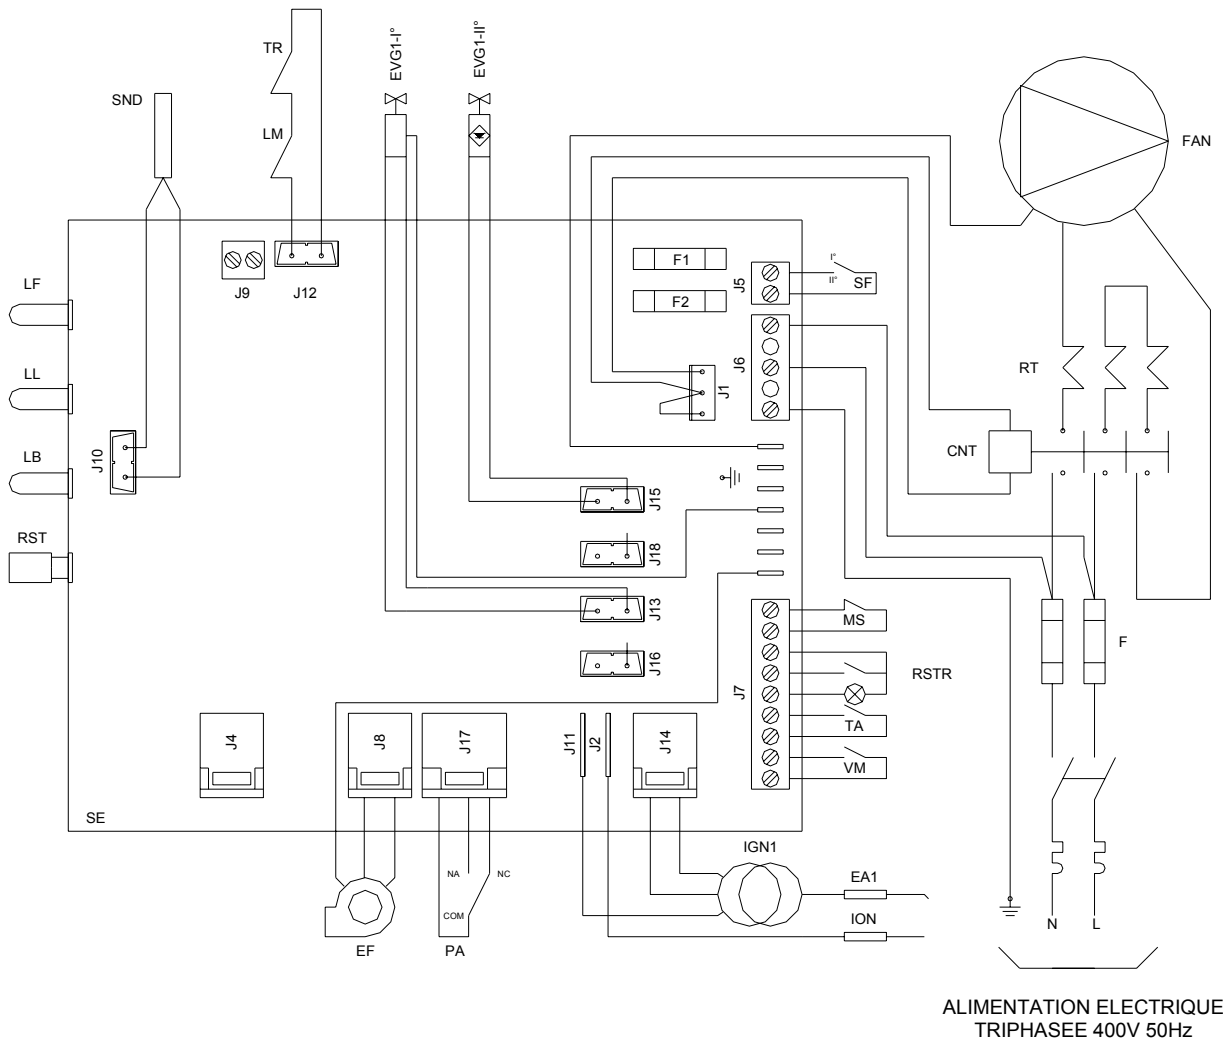 TR
EVG1-I°
EVG1-II°
SND
LM
FAN
LF
J9
J12
F1
F2
J5
I°
II°
SF
J6
RT
LL
J1
LB
J10
CNT
J15
RST
J18
J13
MS
F
J16
RSTR
J7
TA
J4
J8
J17
J11
J2
J14
VM
SE
IGN1
NA
NC
EA1
COM
ION
N
L
EF
PA
ALIMENTATION ELECTRIQUE
TRIPHASEE 400V 50Hz